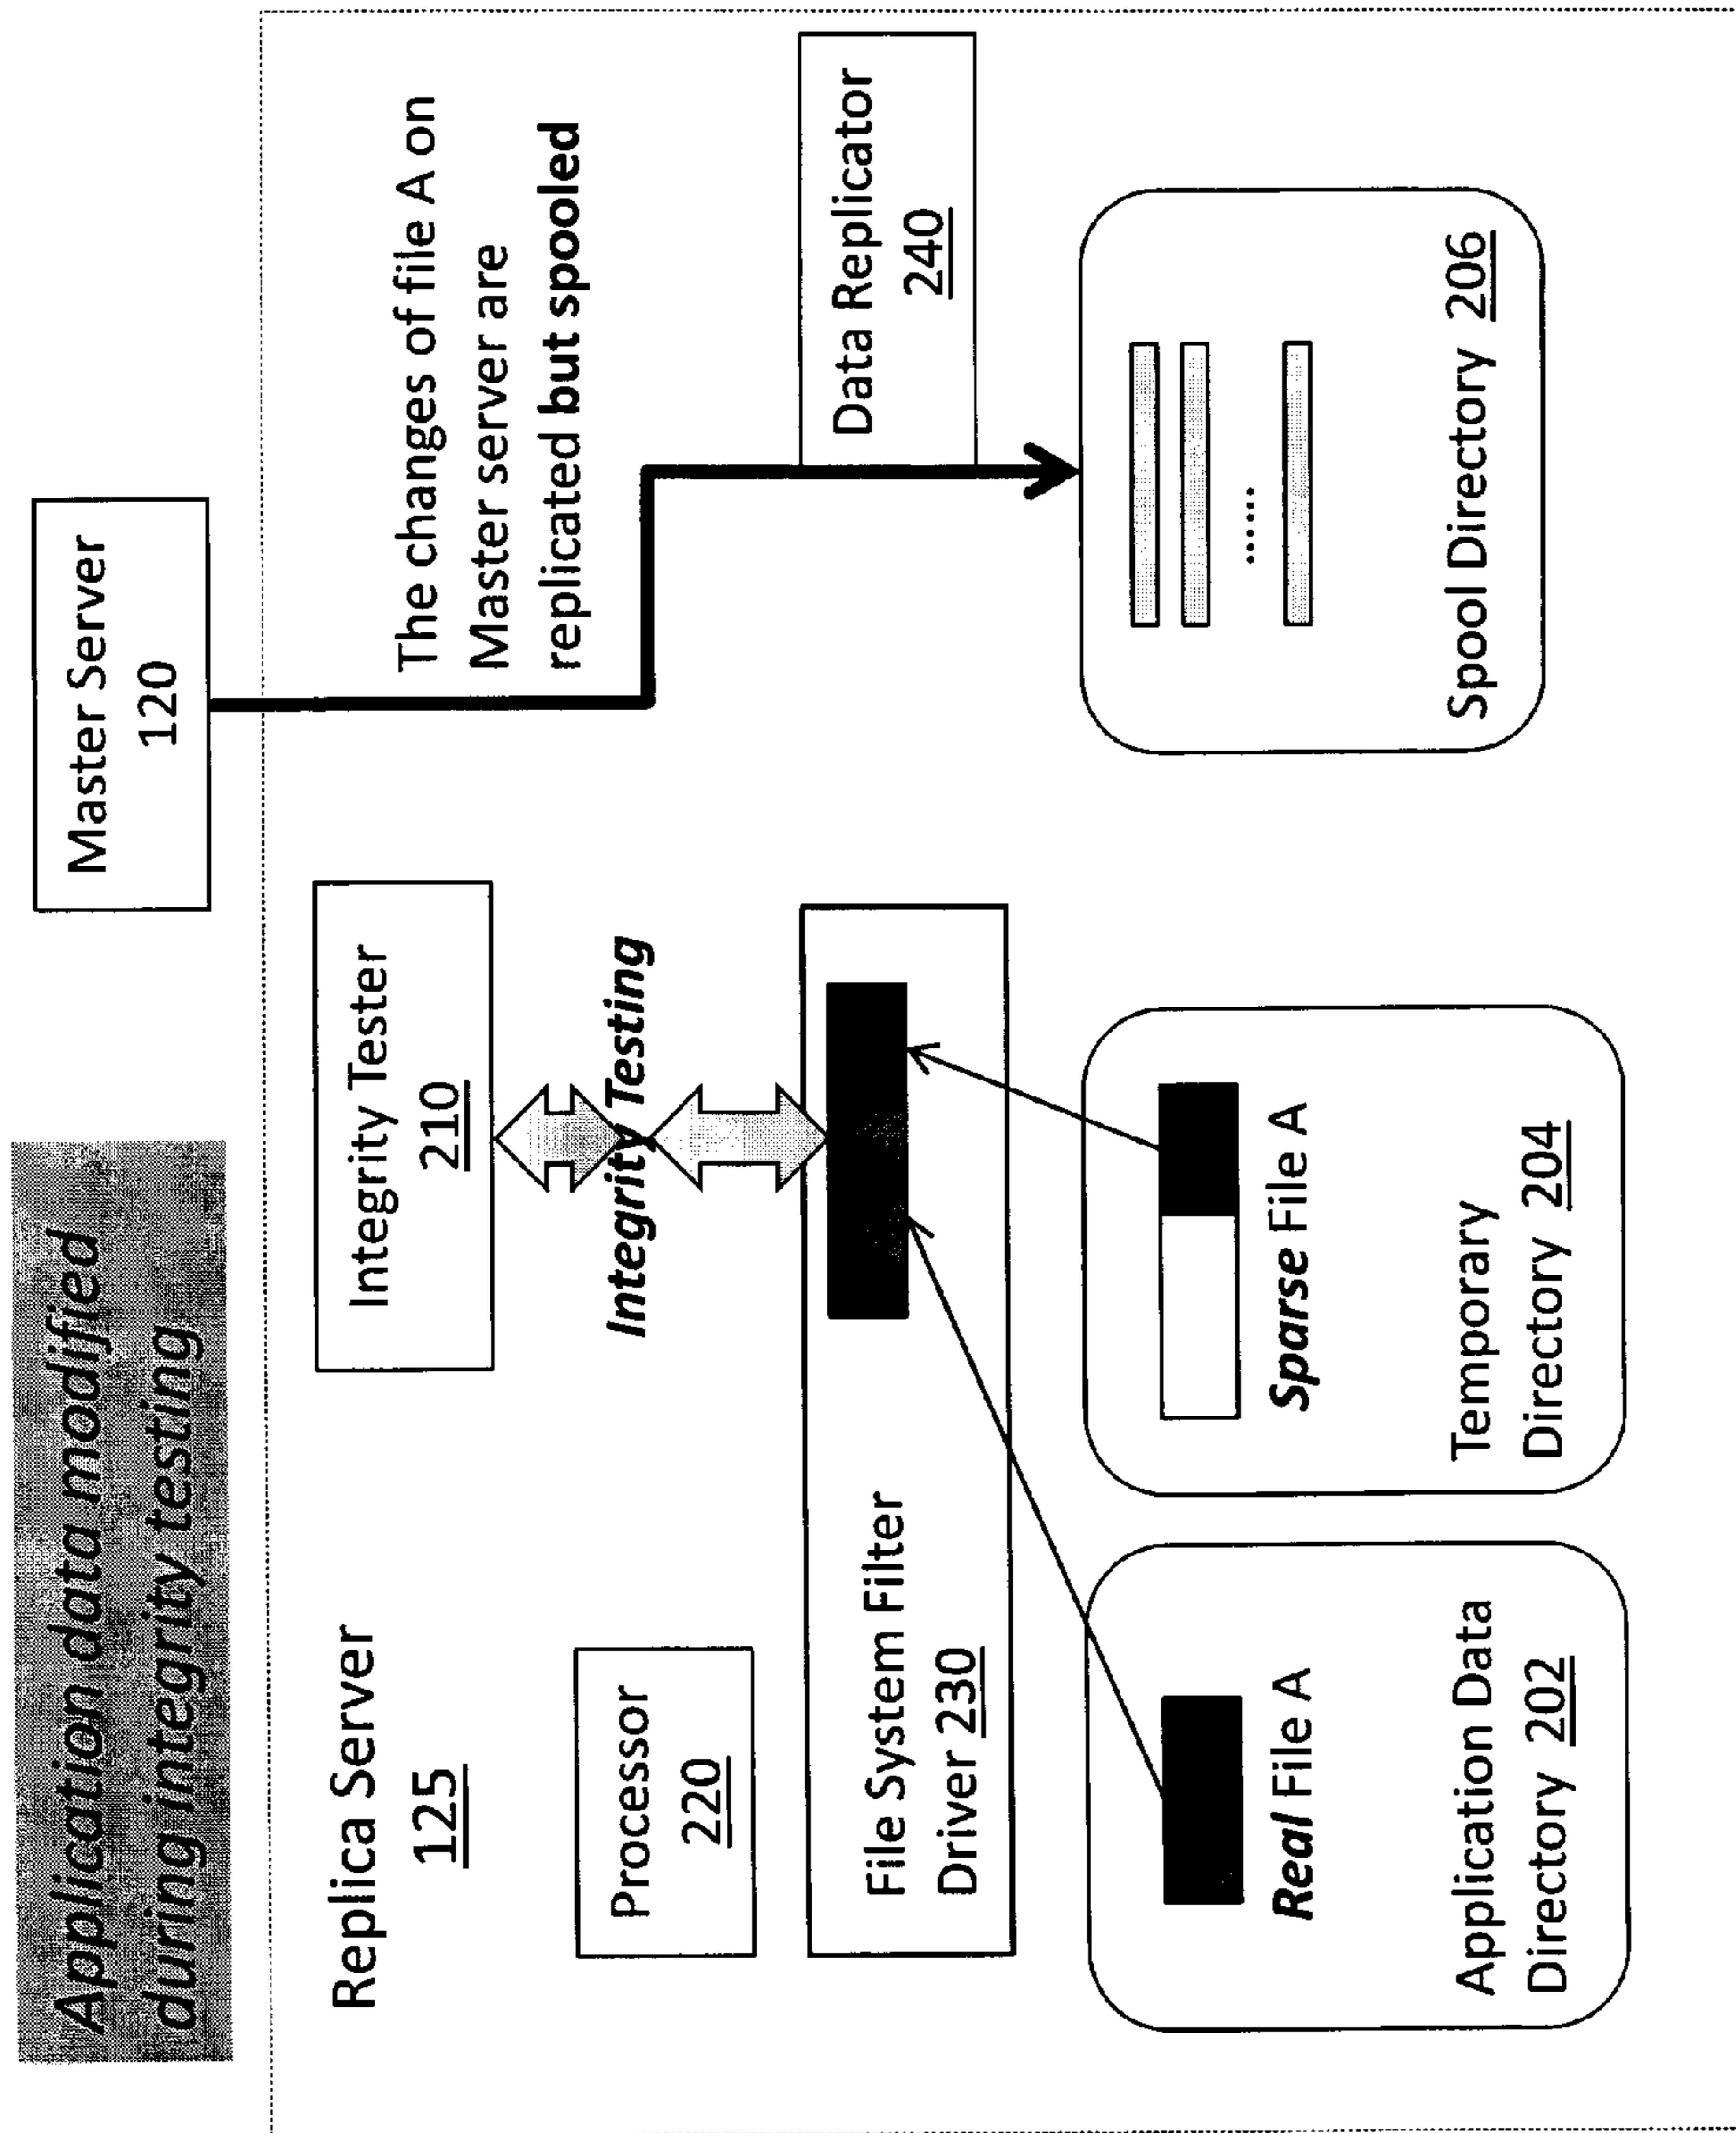 Application data modified
during integrity testing
Master Server
120
Replica Server
125
Integrity Tester
210
The changes of file A on
Master server are
replicated but spooled
Processor
220
Integrity Testing
File System Filter
Driver 230
Data Replicator
240
Real File A
Application Data
Directory 202
Sparse File A
Temporary
Directory 204
......
Spool Directory 206